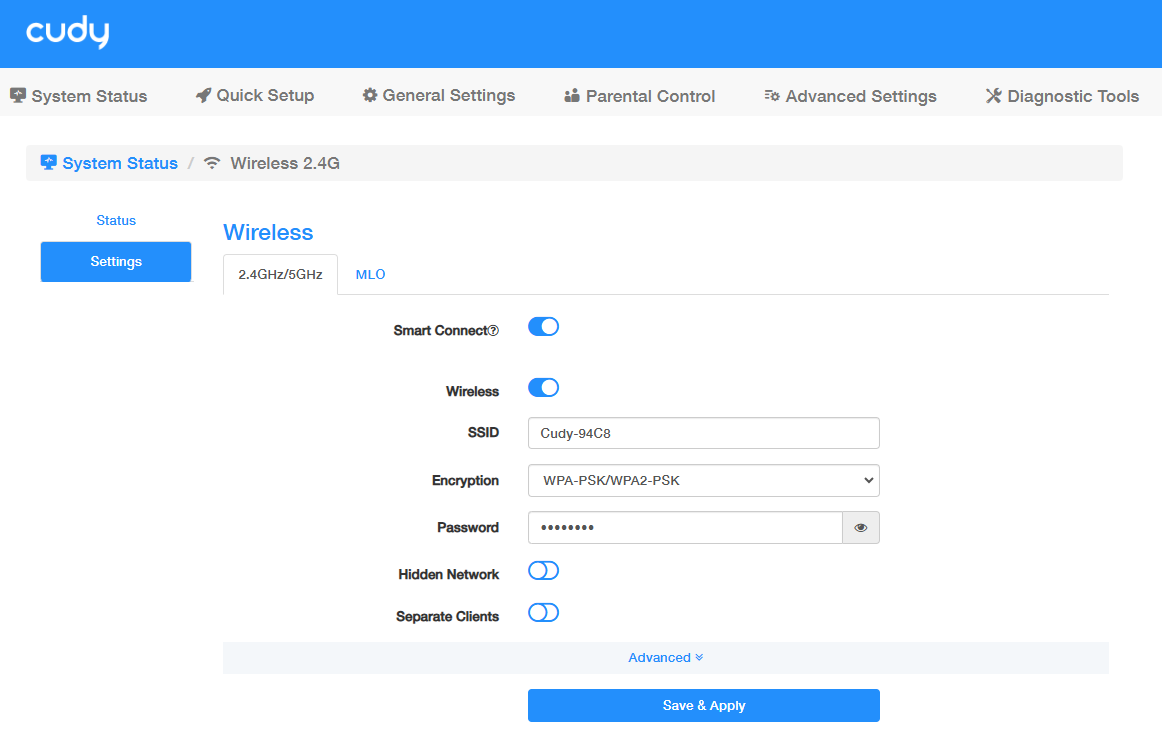 cudy
System Status Quick Setup General Settings Parental Control Advanced Settings Diagnostic Tools
System Status / Wireless 2.4G
Status
Settings
Wireless
2.4GHz/5GHz MLO
Smart Connect?
Wireless
SSID Cudy-94C8
Encryption WPA-PSK/WPA2-PSK
Password ••••••••
Hidden Network
Separate Clients
Advanced
Save & Apply